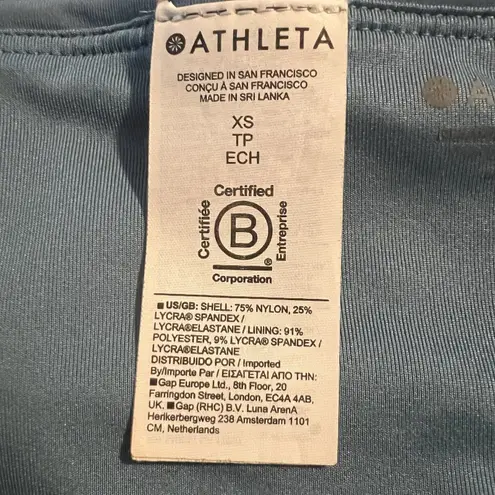 ATHLETA
DESIGNED IN SAN FRANCISCO
CONÇU À SAN FRANCISCO
MADE IN SRI LANKA
XS
TP
ECH
Certified
Certifiée
B
Entreprise
®
Corporation
■ US/GB: SHELL: 75% NYLON, 25%
LYCRA® SPANDEX /
LYCRA®ELASTANE / LINING: 91%
POLYESTER, 9% LYCRA® SPANDEX /
LYCRA®ELASTANE
DISTRIBUIDO POR / Imported
By/Importe Par / ΕΙΣΑΓΕΤΑΙ ΑΠΟ ΤΗΝ:
■Gap Europe Ltd., 8th Floor, 20
Farringdon Street, London, EC4A 4AB,
UK. ■Gap (RHC) B.V. Luna ArenA
Herikerbergweg 238 Amsterdam 1101
CM, Netherlands
A